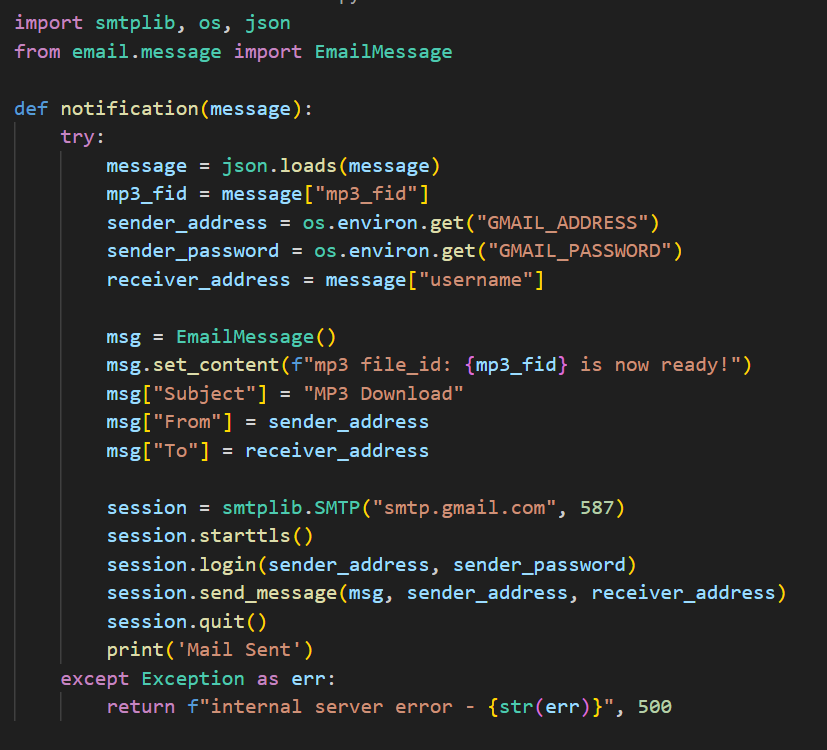 import smtplib, os, json
from email.message import EmailMessage

def notification(message):
    try:
        message = json.loads(message)
        mp3_fid = message["mp3_fid"]
        sender_address = os.environ.get("GMAIL_ADDRESS")
        sender_password = os.environ.get("GMAIL_PASSWORD")
        receiver_address = message["username"]

        msg = EmailMessage()
        msg.set_content(f"mp3 file_id: {mp3_fid} is now ready!")
        msg["Subject"] = "MP3 Download"
        msg["From"] = sender_address
        msg["To"] = receiver_address

        session = smtplib.SMTP("smtp.gmail.com", 587)
        session.starttls()
        session.login(sender_address, sender_password)
        session.send_message(msg, sender_address, receiver_address)
        session.quit()
        print('Mail Sent')
    except Exception as err:
        return f"internal server error - {str(err)}", 500